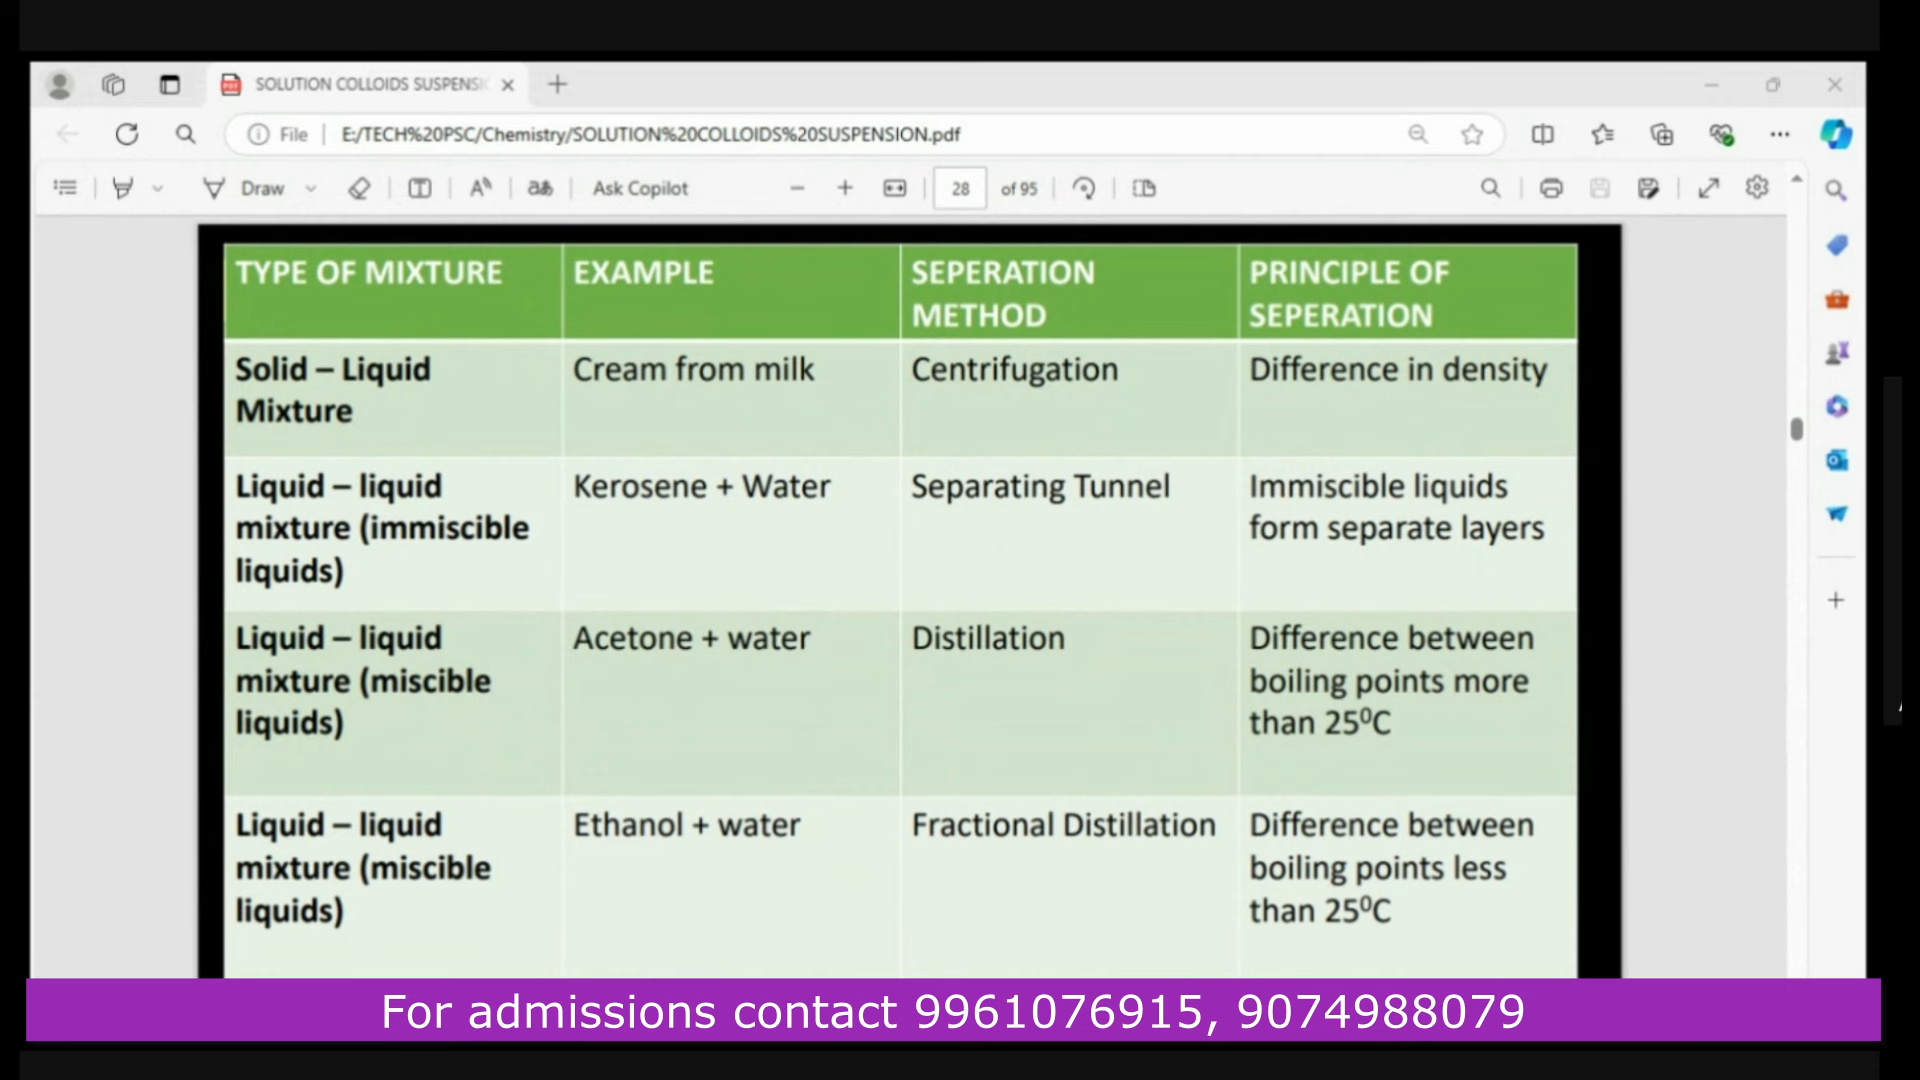 SOLUTION COLLOIDS SUSPENSI
File
E:/TECH%20PSC/Chemistry/SOLUTION%20COLLOIDS%20SUSPENSION.pdf
Draw
Ask Copilot
28 of 95
TYPE OF MIXTURE
EXAMPLE
SEPERATION
METHOD
PRINCIPLE OF
SEPERATION
Solid – Liquid
Mixture
Cream from milk
Centrifugation
Difference in density
Liquid – liquid
mixture (immiscible
liquids)
Kerosene + Water
Separating Tunnel
Immiscible liquids
form separate layers
Liquid – liquid
mixture (miscible
liquids)
Acetone + water
Distillation
Difference between
boiling points more
than 25⁰C
Liquid – liquid
mixture (miscible
liquids)
Ethanol + water
Fractional Distillation
Difference between
boiling points less
than 25⁰C
For admissions contact 9961076915, 9074988079